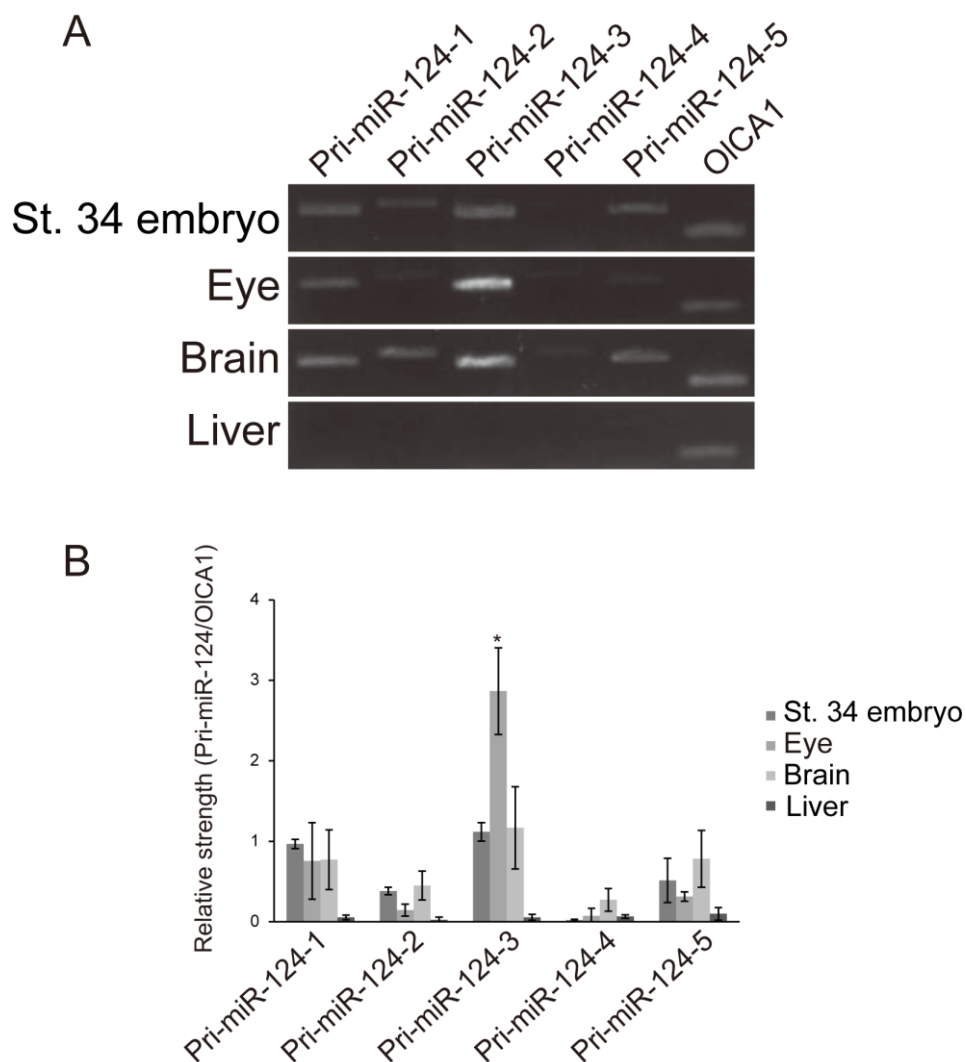 A
Pri-miR-124-1
Pri-miR-124-2
Pri-miR-124-3
Pri-miR-124-4
Pri-miR-124-5
OlCA1
St. 34 embryo
Eye
Brain
Liver
B
Relative strength (Pri-miR-124/OlCA1)
4
3
2
1
0
*
St. 34 embryo
Eye
Brain
Liver
Pri-miR-124-1
Pri-miR-124-2
Pri-miR-124-3
Pri-miR-124-4
Pri-miR-124-5